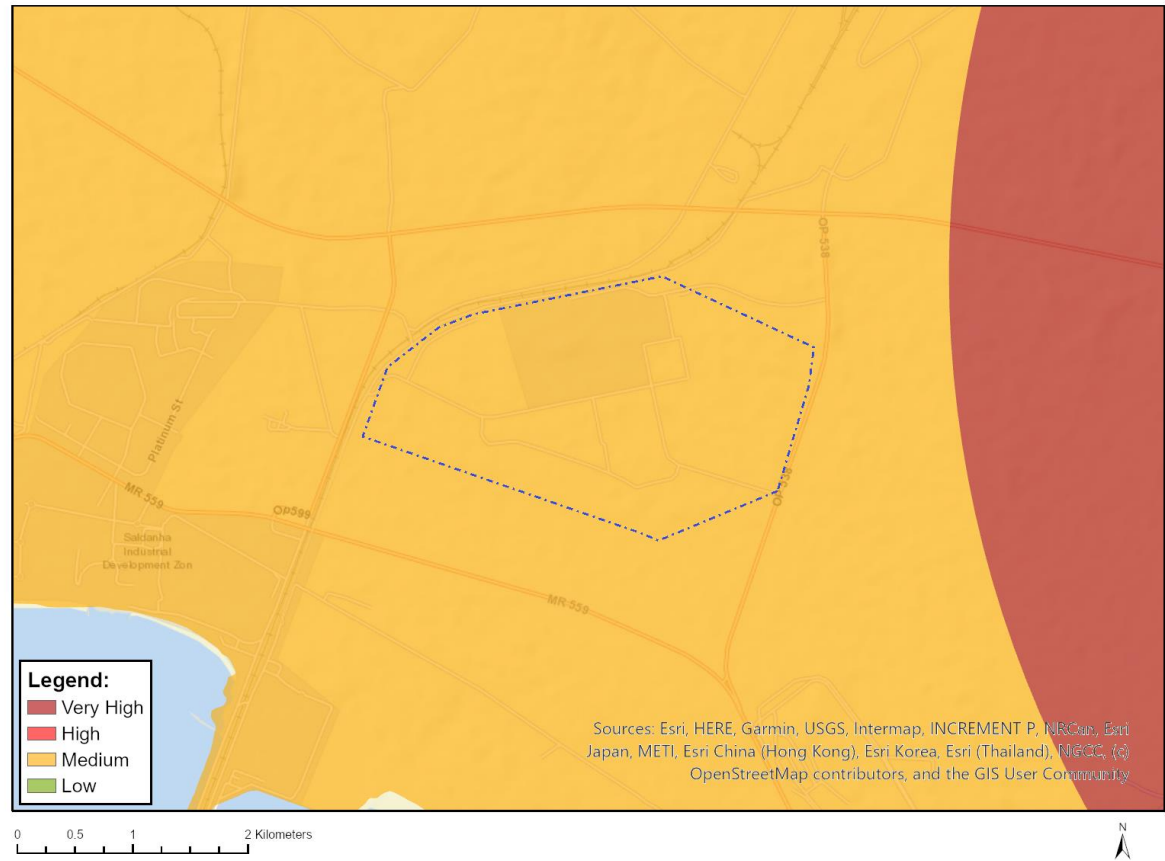 OP 538
Platinum St
MR 559
OP599
OP 538
Saldanha
Industrial
Development Zon
MR 559
Legend:
Very High
High
Medium
Low
Sources: Esri, HERE, Garmin, USGS, Intermap, INCREMENT P, NRCan, Esri
Japan, METI, Esri China (Hong Kong), Esri Korea, Esri (Thailand), NGCC, (c)
OpenStreetMap contributors, and the GIS User Community
0 0.5 1 2 Kilometers
N